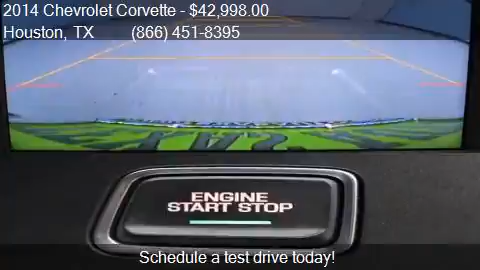 2014 Chevrolet Corvette - $42,998.00
Houston, TX (866) 451-8395
ENGINE
START STOP
Schedule a test drive today!